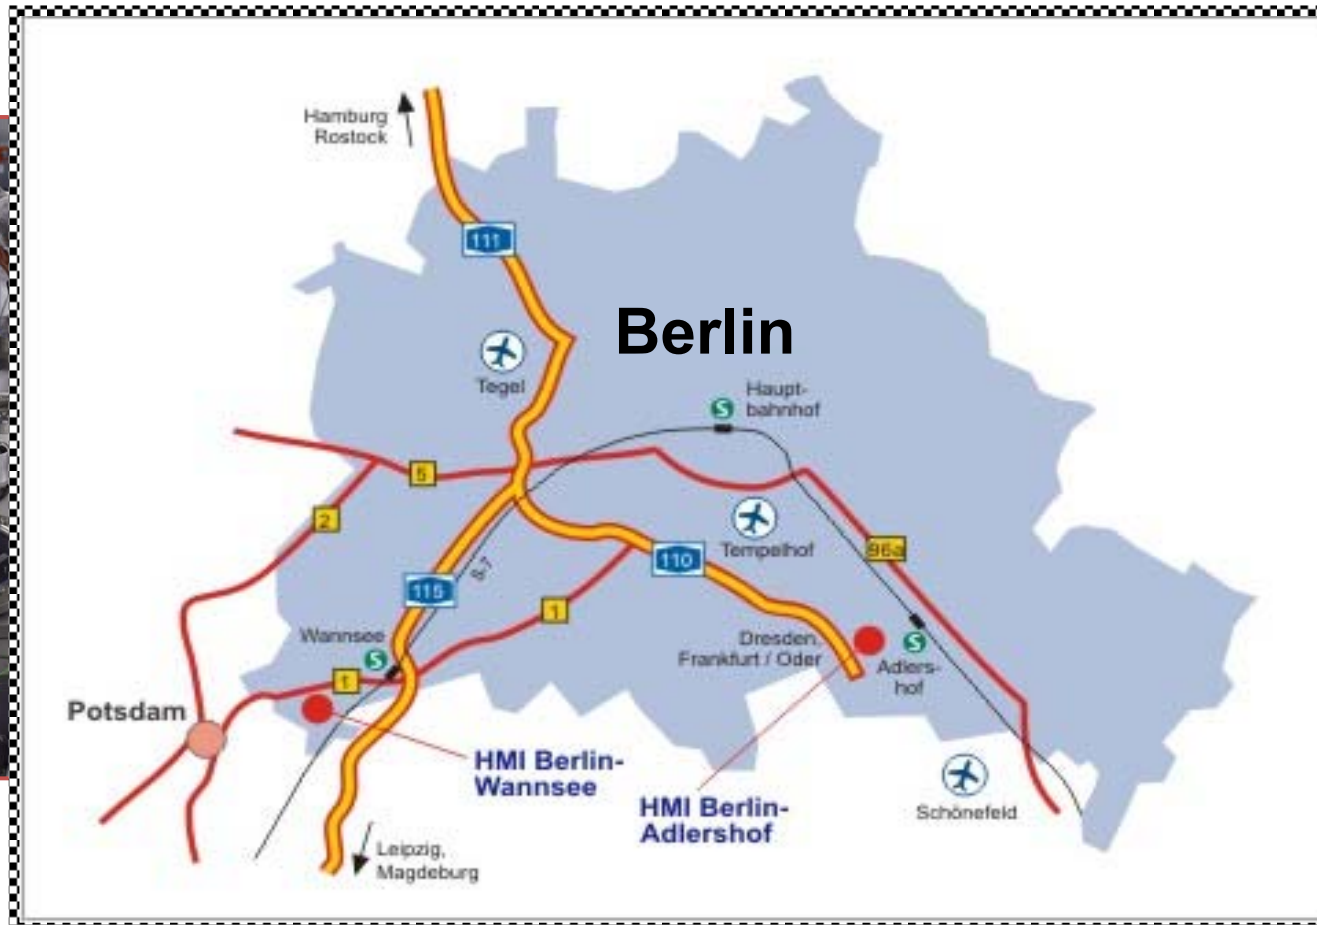 Hamburg
Rostock
111
Berlin
Tegel
Haupt-
bahnhof
S
5
2
Tempelhof
96a
110
S 7
115
1
Wannsee
S
1
Dresden,
Frankfurt / Oder
S
Adlers-
hof
Potsdam
HMI Berlin-
Wannsee
HMI Berlin-
Adlershof
Schönefeld
Leipzig,
Magdeburg